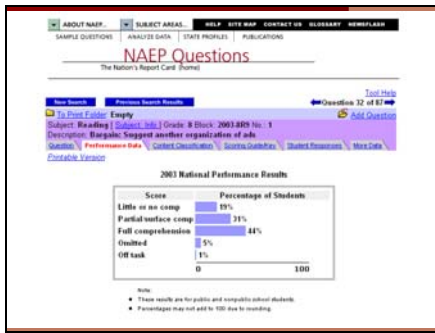 ABOUT NAEP... SUBJECT AREAS... HELP SITE MAP CONTACT US GLOSSARY NEWSFLASH
SAMPLE QUESTIONS ANALYZE DATA STATE PROFILES PUBLICATIONS
NAEP Questions
The Nation's Report Card (home)
Tool Help
New Search Previous Search Results Question 32 of 87
To Print Folder: Empty Add Question
Subject: Reading [ Subject Info ] Grade: 8 Block: 2003-8R9 No.: 1
Description: Bargain: Suggest another organization of ads
Question Performance Data Content Classification Scoring Guide/Key Student Responses More Data
Printable Version
2003 National Performance Results
Score Percentage of Students
Little or no comp 19%
Partial/surface comp 31%
Full comprehension 44%
Omitted 5%
Off task 1%
0 100
Note:
• These results are for public and nonpublic school students.
• Percentages may not add to 100 due to rounding.